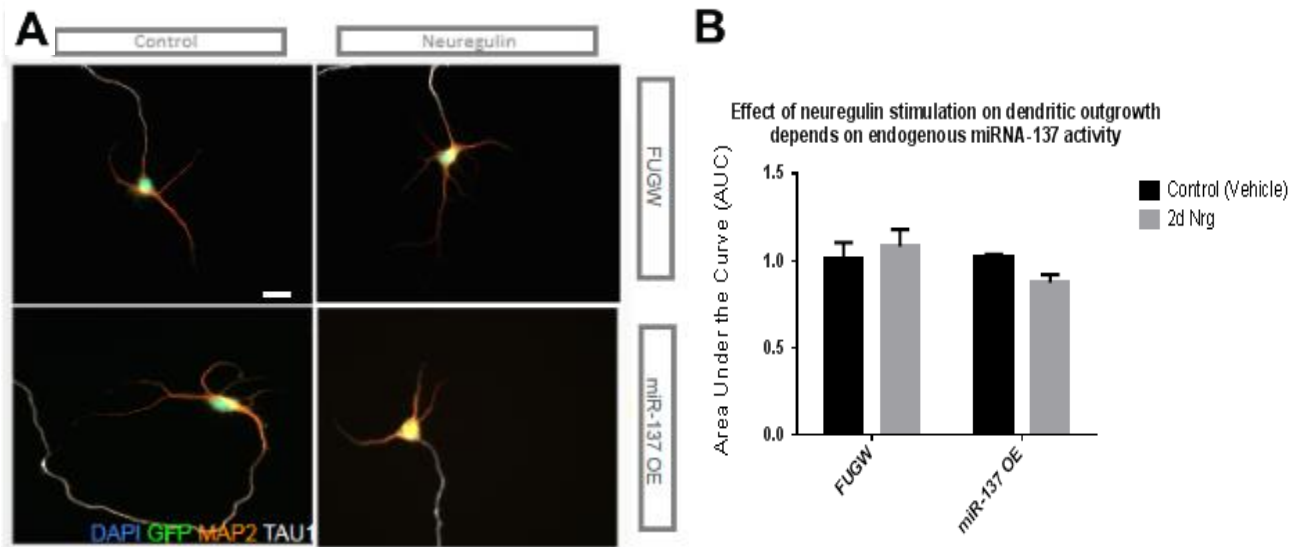 A
Control
Neuregulin
FUGW
miR-137 OE
DAPI GFP MAP2 TAU1
B
Effect of neuregulin stimulation on dendritic outgrowth
depends on endogenous miRNA-137 activity
Area Under the Curve (AUC)
1.5
1.0
0.5
0.0
FUGW
miR-137 OE
Control (Vehicle)
2d Nrg